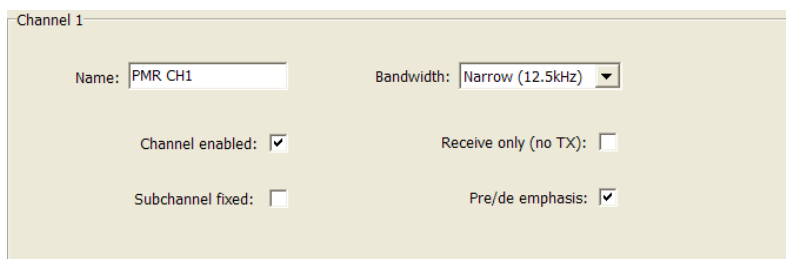 Channel 1
Name: PMR CH1 Bandwidth: Narrow (12.5kHz)
Channel enabled: Receive only (no TX):
Subchannel fixed: Pre/de emphasis: